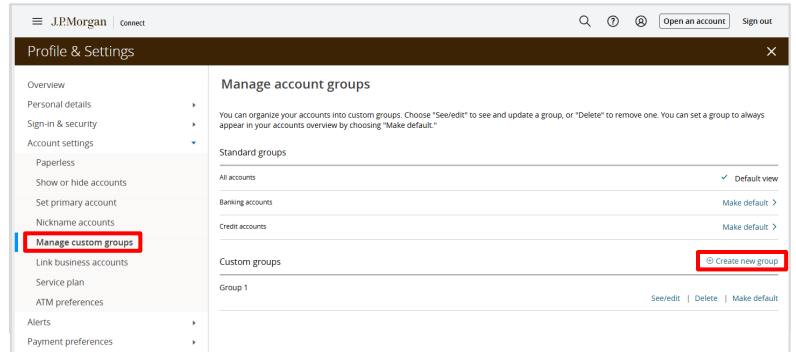 J.P.Morgan | Connect
Open an account
Sign out
Profile & Settings
Overview
Personal details
Sign-in & security
Account settings
Paperless
Show or hide accounts
Set primary account
Nickname accounts
Manage custom groups
Link business accounts
Service plan
ATM preferences
Alerts
Payment preferences
Manage account groups
You can organize your accounts into custom groups. Choose "See/edit" to see and update a group, or "Delete" to remove one. You can set a group to always
appear in your accounts overview by choosing "Make default."
Standard groups
All accounts Default view
Banking accounts Make default
Credit accounts Make default
Custom groups Create new group
Group 1
See/edit | Delete | Make default